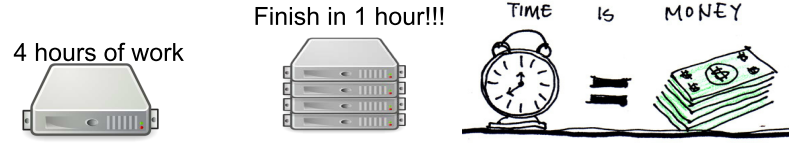 4 hours of work
Finish in 1 hour!!!
TIME IS MONEY